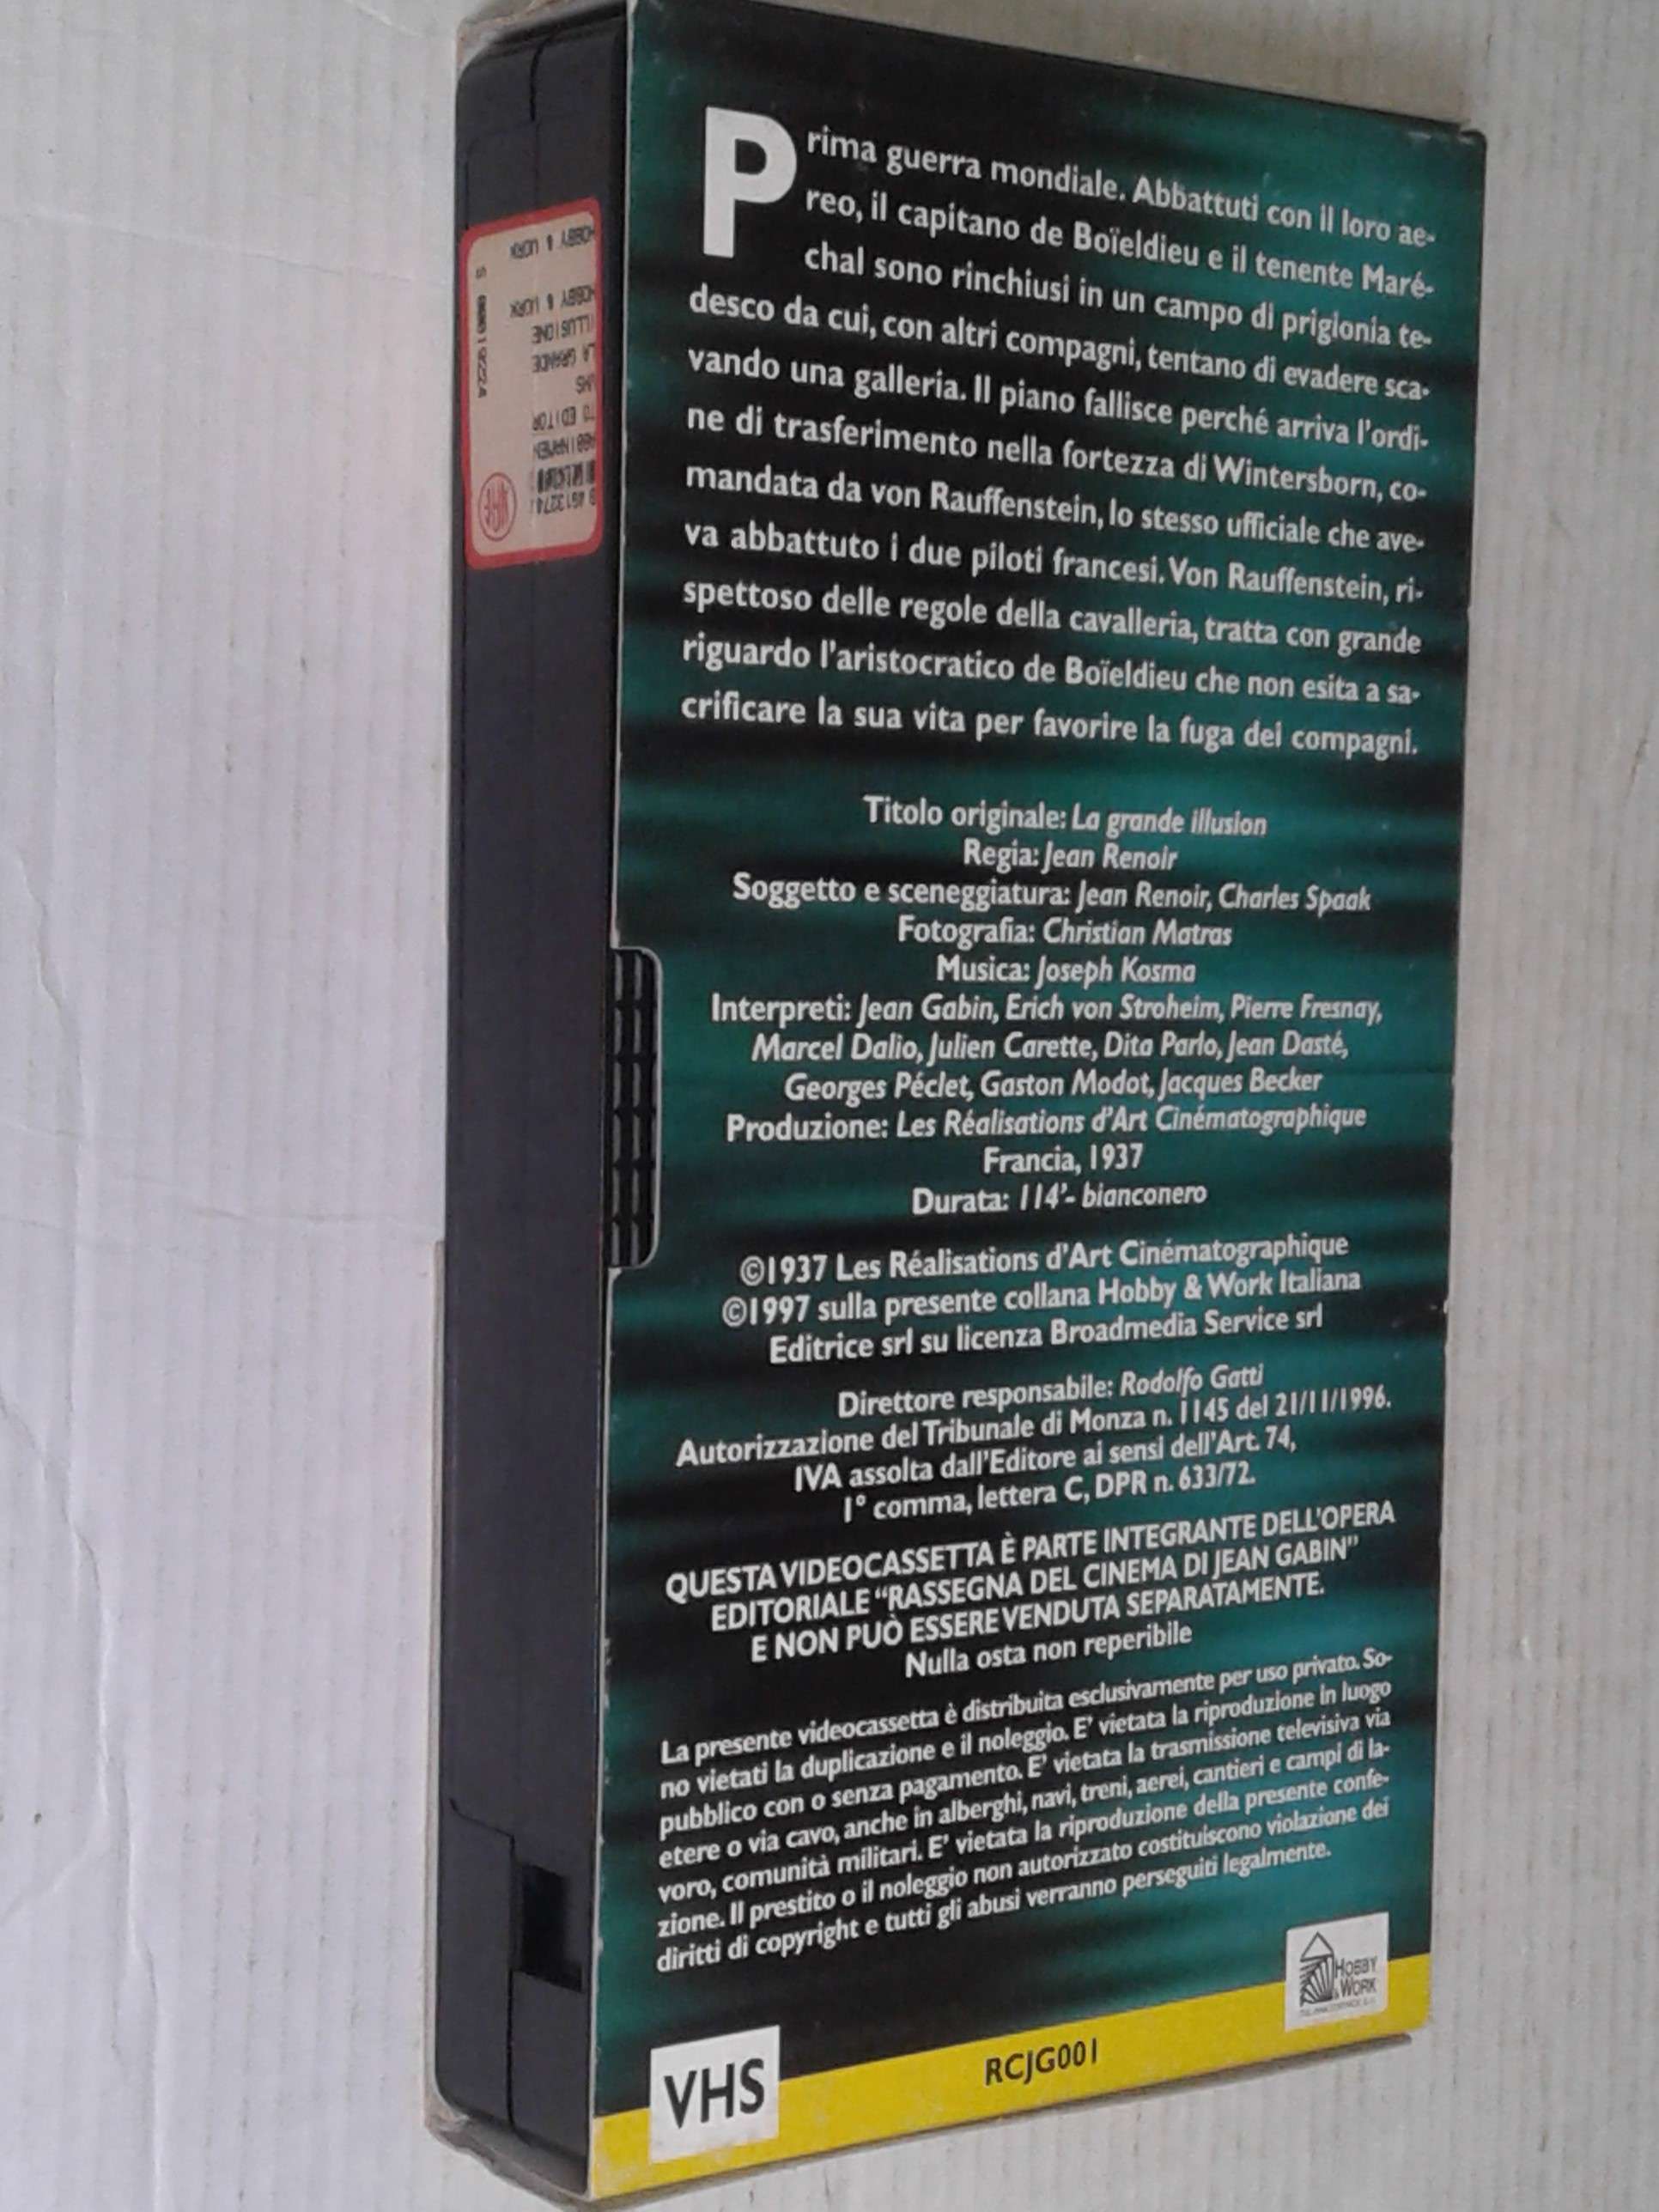 Prima guerra mondiale. Abbattuti con il loro ae-
reo, il capitano de Boïeldieu e il tenente Maré-
chal sono rinchiusi in un campo di prigionia te-
desco da cui, con altri compagni, tentano di evadere sca-
vando una galleria. Il piano fallisce perché arriva l'ordi-
ne di trasferimento nella fortezza di Wintersborn, co-
mandata da von Rauffenstein, lo stesso ufficiale che ave-
va abbattuto i due piloti francesi. Von Rauffenstein, ri-
spettoso delle regole della cavalleria, tratta con grande
riguardo l'aristocratico de Boïeldieu che non esita a sa-
crificare la sua vita per favorire la fuga dei compagni.
Titolo originale: La grande illusion
Regia: Jean Renoir
Soggetto e sceneggiatura: Jean Renoir, Charles Spaak
Fotografia: Christian Matras
Musica: Joseph Kosma
Interpreti: Jean Gabin, Erich von Stroheim, Pierre Fresnay,
Marcel Dalio, Julien Carette, Dita Parlo, Jean Dasté,
Georges Péclet, Gaston Modot, Jacques Becker
Produzione: Les Réalisations d'Art Cinématographique
Francia, 1937
Durata: 114'- bianconero
©1937 Les Réalisations d'Art Cinématographique
©1997 sulla presente collana Hobby & Work Italiana
Editrice srl su licenza Broadmedia Service srl
Direttore responsabile: Rodolfo Gatti
Autorizzazione del Tribunale di Monza n. 1145 del 21/11/1996.
IVA assolta dall'Editore ai sensi dell'Art. 74,
1° comma, lettera C, DPR n. 633/72.
QUESTA VIDEOCASSETTA È PARTE INTEGRANTE DELL'OPERA
EDITORIALE "RASSEGNA DEL CINEMA DI JEAN GABIN"
E NON PUÒ ESSERE VENDUTA SEPARATAMENTE.
Nulla osta non reperibile
La presente videocassetta è distribuita esclusivamente per uso privato. So-
no vietati la duplicazione e il noleggio. E' vietata la riproduzione in luogo
pubblico con o senza pagamento. E' vietata la trasmissione televisiva via
etere o via cavo, anche in alberghi, navi, treni, aerei, cantieri e campi di la-
voro, comunità militari. E' vietata la riproduzione della presente confe-
zione. Il prestito o il noleggio non autorizzato costituiscono violazione dei
diritti di copyright e tutti gli abusi verranno perseguiti legalmente.
HOBBY
& WORK
VHS
RCJG001
HOBBY & WORK
HOBBY & WORK
ILLUSIONE
LA GRANDE
VHS
TO EDITOR
ABBINAMEN